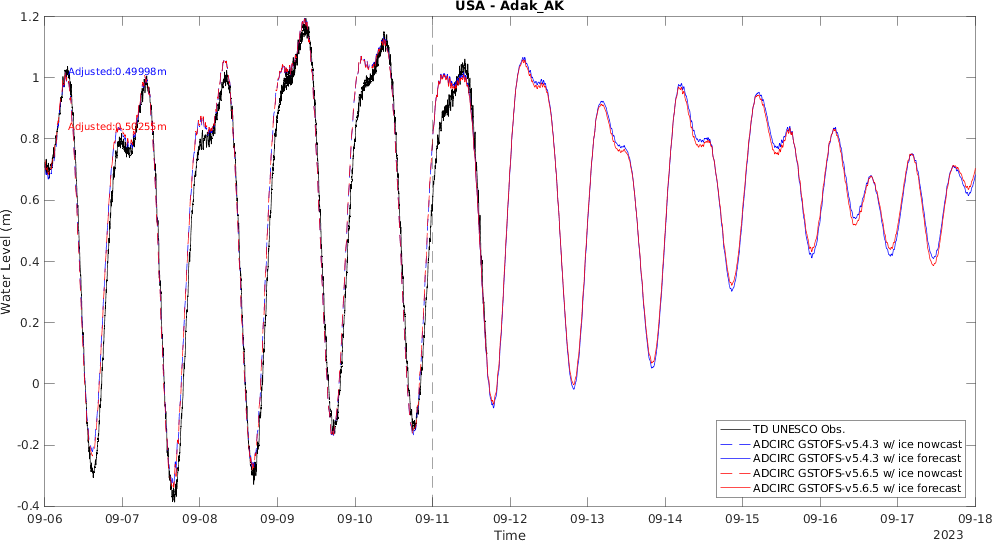 USA - Adak_AK
1.2
1
0.8
0.6
0.4
0.2
0
-0.2
-0.4
Water Level (m)
Adjusted:0.49998m
Adjusted:0.50255m
TD UNESCO Obs.
ADCIRC GSTOFS-v5.4.3 w/ ice nowcast
ADCIRC GSTOFS-v5.4.3 w/ ice forecast
ADCIRC GSTOFS-v5.6.5 w/ ice nowcast
ADCIRC GSTOFS-v5.6.5 w/ ice forecast
09-06 09-07 09-08 09-09 09-10 09-11 09-12 09-13 09-14 09-15 09-16 09-17 09-18
Time
2023